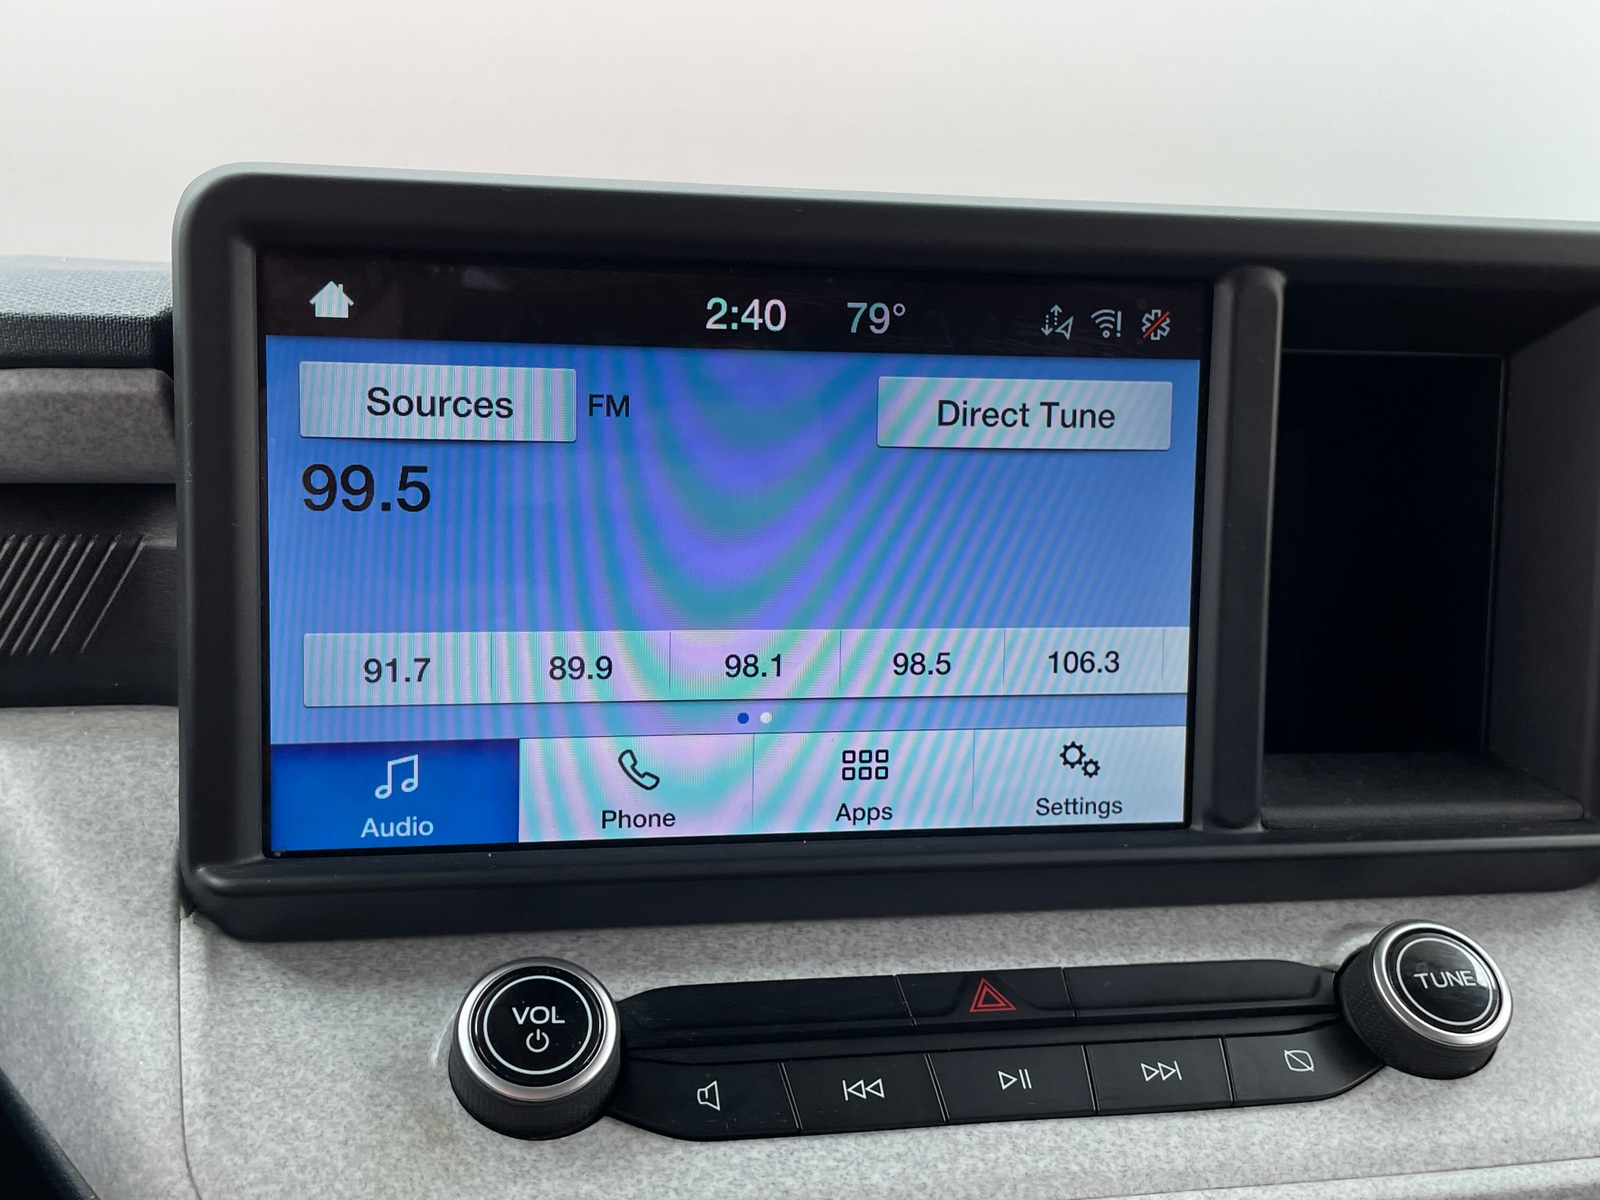 2:40 79°
Sources FM Direct Tune
99.5
91.7 89.9 98.1 98.5 106.3
Audio Phone Apps Settings
VOL
TUNE